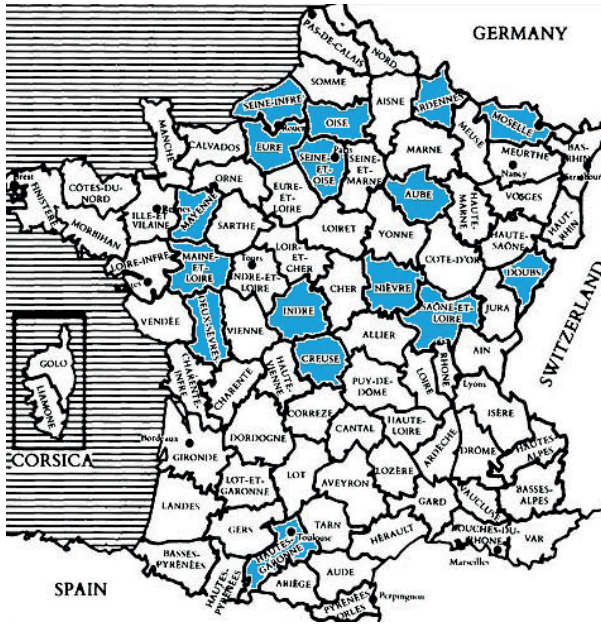 GERMANY
PAS-DE-CALAIS
NORD
SOMME
SEINE-INFRE
AISNE
ARDENNES
OISE
Rouen
EURE
MANCHE
CALVADOS
SEINE-
ET-
OISE
Paris
SEINE-
ET-
MARNE
MARNE
MEUSE
MOSELLE
MEURTHE
Nancy
BAS-
RHIN
Strasbourg
ORNE
EURE-
ET-
LOIRE
AUBE
HAUTE-
MARNE
VOSGES
HAUT-
RHIN
Brest
FINISTÈRE
CÔTES-DU-
NORD
Rennes
ILLE-ET
VILAINE
MAYENNE
MORBIHAN
SARTHE
LOIRET
YONNE
HAUTE-
SAÔNE
LOIRE-INFRE
MAINE-
ET-
LOIRE
Tours
INDRE-ET
LOIRE
LOIR-
ET-
CHER
CHER
NIÈVRE
COTE-D'OR
DOUBS
VENDÉE
DEUX-SÈVRES
VIENNE
INDRE
SAÔNE-ET-
LOIRE
JURA
SWITZERLAND
ALLIER
CREUSE
AIN
CHARENTE-
INFRE
CHARENTE
HAUTE-
VIENNE
PUY-DE-
DÔME
LOIRE
RHONE
Lyons
GOLO
LIAMONE
CORSICA
CORREZE
ISÈRE
Bordeaux
GIRONDE
DORDOGNE
CANTAL
HAUTE-
LOIRE
ARDÈCHE
DRÔME
HAUTES-
ALPES
LOT-ET-
GARONNE
LOT
AVEYRON
LOZÈRE
LANDES
GARD
VAUCLUSE
BASSES-
ALPES
GERS
TARN
Toulouse
HAUTES-
GARONNE
HÉRAULT
BOUCHES-DU-
RHÔNE
VAR
Marseilles
BASSES-
PYRÉNÉES
HAUTES-
PYRÉNÉES
ARIÈGE
AUDE
SPAIN
PYRÉNÉES
ORLES
Perpingnon